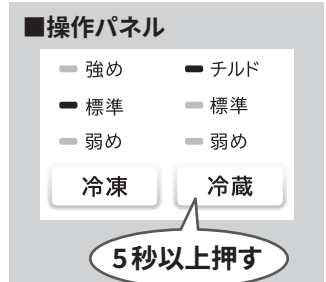 ■操作パネル
強め チルド
標準 標準
弱め 弱め
冷凍 冷蔵
5秒以上押す